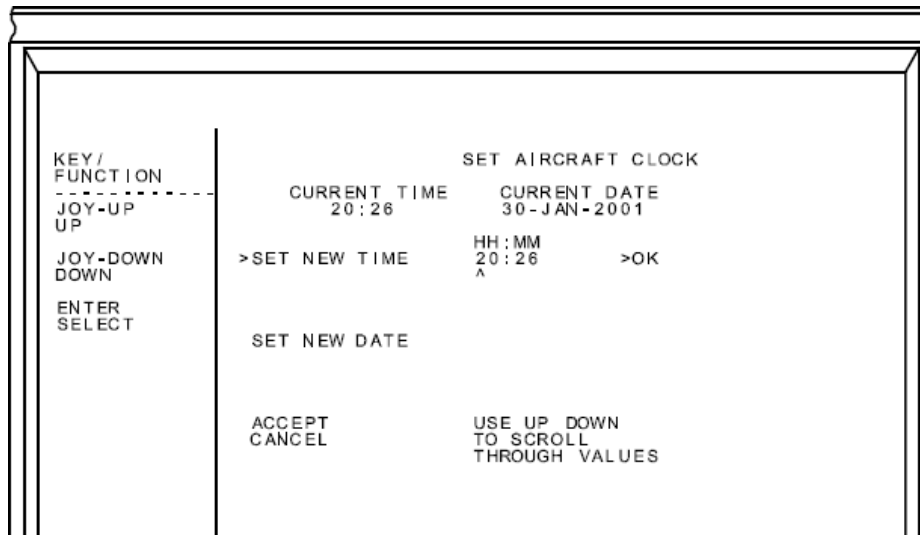 KEY/
FUNCTION
JOY-UP
UP
JOY-DOWN
DOWN
ENTER
SELECT
SET AIRCRAFT CLOCK
CURRENT TIME CURRENT DATE
20:26 30-JAN-2001
HH:MM
>SET NEW TIME 20:26 >OK
^
SET NEW DATE
ACCEPT
CANCEL
USE UP DOWN
TO SCROLL
THROUGH VALUES